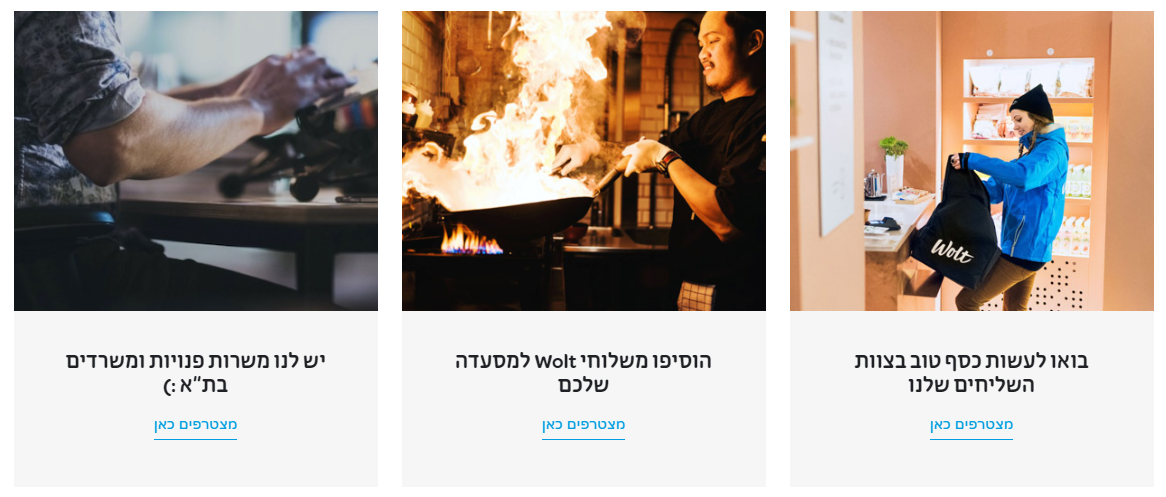 Wolt
בואו לעשות כסף טוב בצוות
השליחים שלנו
מצטרפים כאן
הוסיפו משלוחי Wolt למסעדה
שלכם
מצטרפים כאן
יש לנו משרות פנויות ומשרדים
בת"א :)
מצטרפים כאן